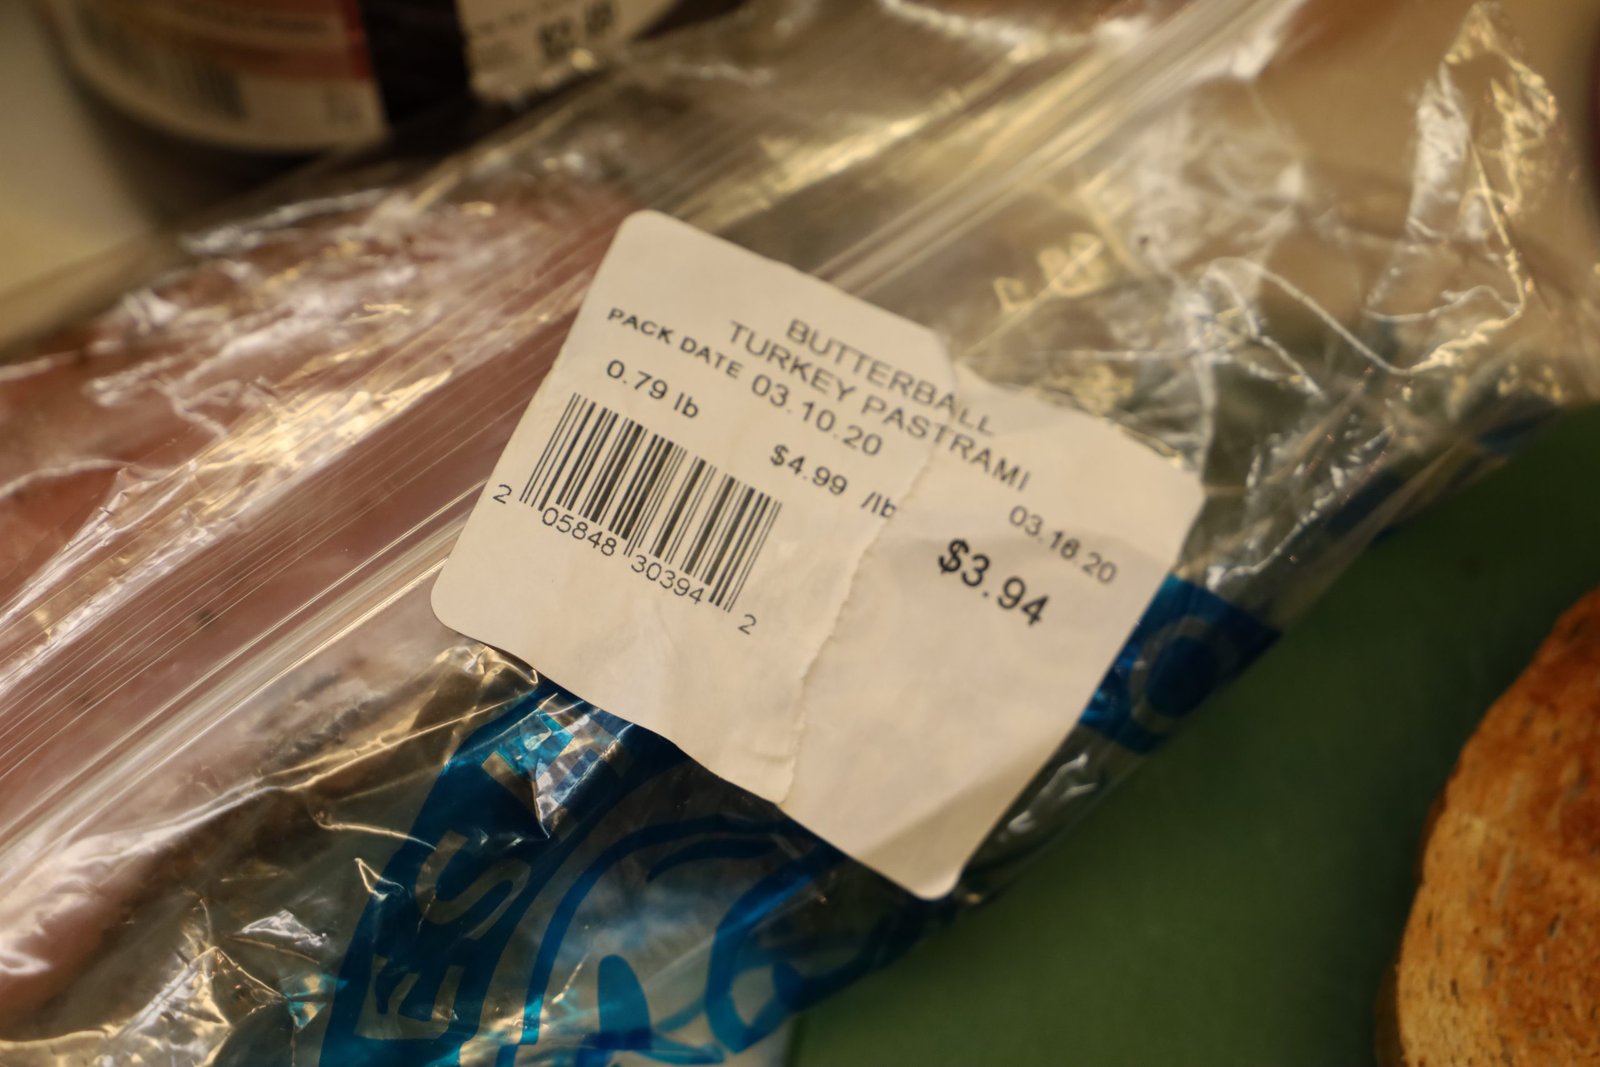 BUTTERBALL
TURKEY PASTRAMI
PACK DATE 03.10.20 03.16.20
0.79 lb $4.99 /lb $3.94
2 05848 30394 2